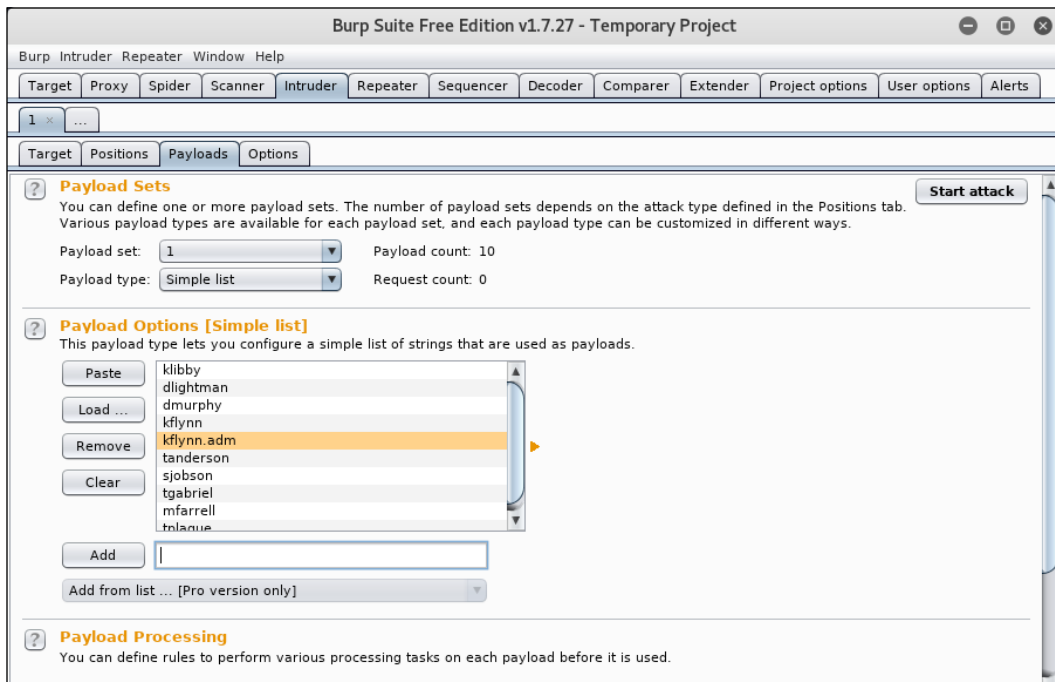 Burp Suite Free Edition v1.7.27 - Temporary Project
Burp Intruder Repeater Window Help
Target Proxy Spider Scanner Intruder Repeater Sequencer Decoder Comparer Extender Project options User options Alerts
1 × ...
Target Positions Payloads Options
? Payload Sets Start attack
You can define one or more payload sets. The number of payload sets depends on the attack type defined in the Positions tab.
Various payload types are available for each payload set, and each payload type can be customized in different ways.
Payload set: 1 Payload count: 10
Payload type: Simple list Request count: 0
? Payload Options [Simple list]
This payload type lets you configure a simple list of strings that are used as payloads.
Paste
Load ...
Remove
Clear
klibby
dlightman
dmurphy
kflynn
kflynn.adm
tanderson
sjobson
tgabriel
mfarrell
tplague
Add
Add from list ... [Pro version only]
? Payload Processing
You can define rules to perform various processing tasks on each payload before it is used.